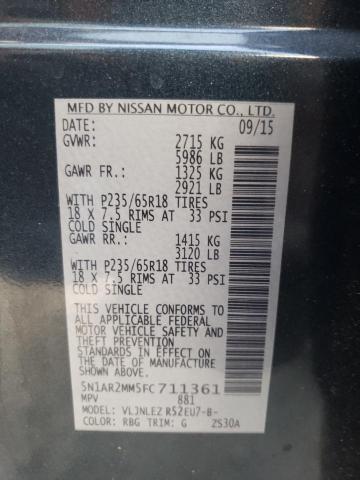 MFD BY NISSAN MOTOR CO., LTD.
DATE: 09/15
GVWR: 2715 KG
5986 LB
GAWR FR: 1325 KG
2921 LB
WITH P235/65R18 TIRES
18 X 7.5 RIMS AT 33 PSI
COLD SINGLE
GAWR RR: 1415 KG
3120 LB
WITH P235/65R18 TIRES
18 X 7.5 RIMS AT 33 PSI
COLD SINGLE
THIS VEHICLE CONFORMS TO
ALL APPLICABLE FEDERAL
MOTOR VEHICLE SAFETY AND
THEFT PREVENTION
STANDARDS IN EFFECT ON
THE DATE OF MANUFACTURE
SHOWN ABOVE.
5N1AR2MM5FC711361
MPV 881
MODEL: VLJNLEZ R52EU7-B-
COLOR: RBG TRIM: G ZS30A